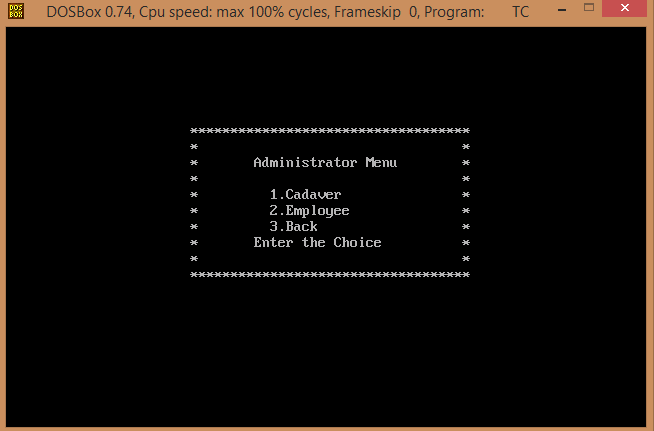 DOS
BOX
DOSBox 0.74, Cpu speed: max 100% cycles, Frameskip 0, Program: TC
***********************************
* *
* Administrator Menu *
* *
* 1.Cadaver *
* 2.Employee *
* 3.Back *
* Enter the Choice *
* *
***********************************